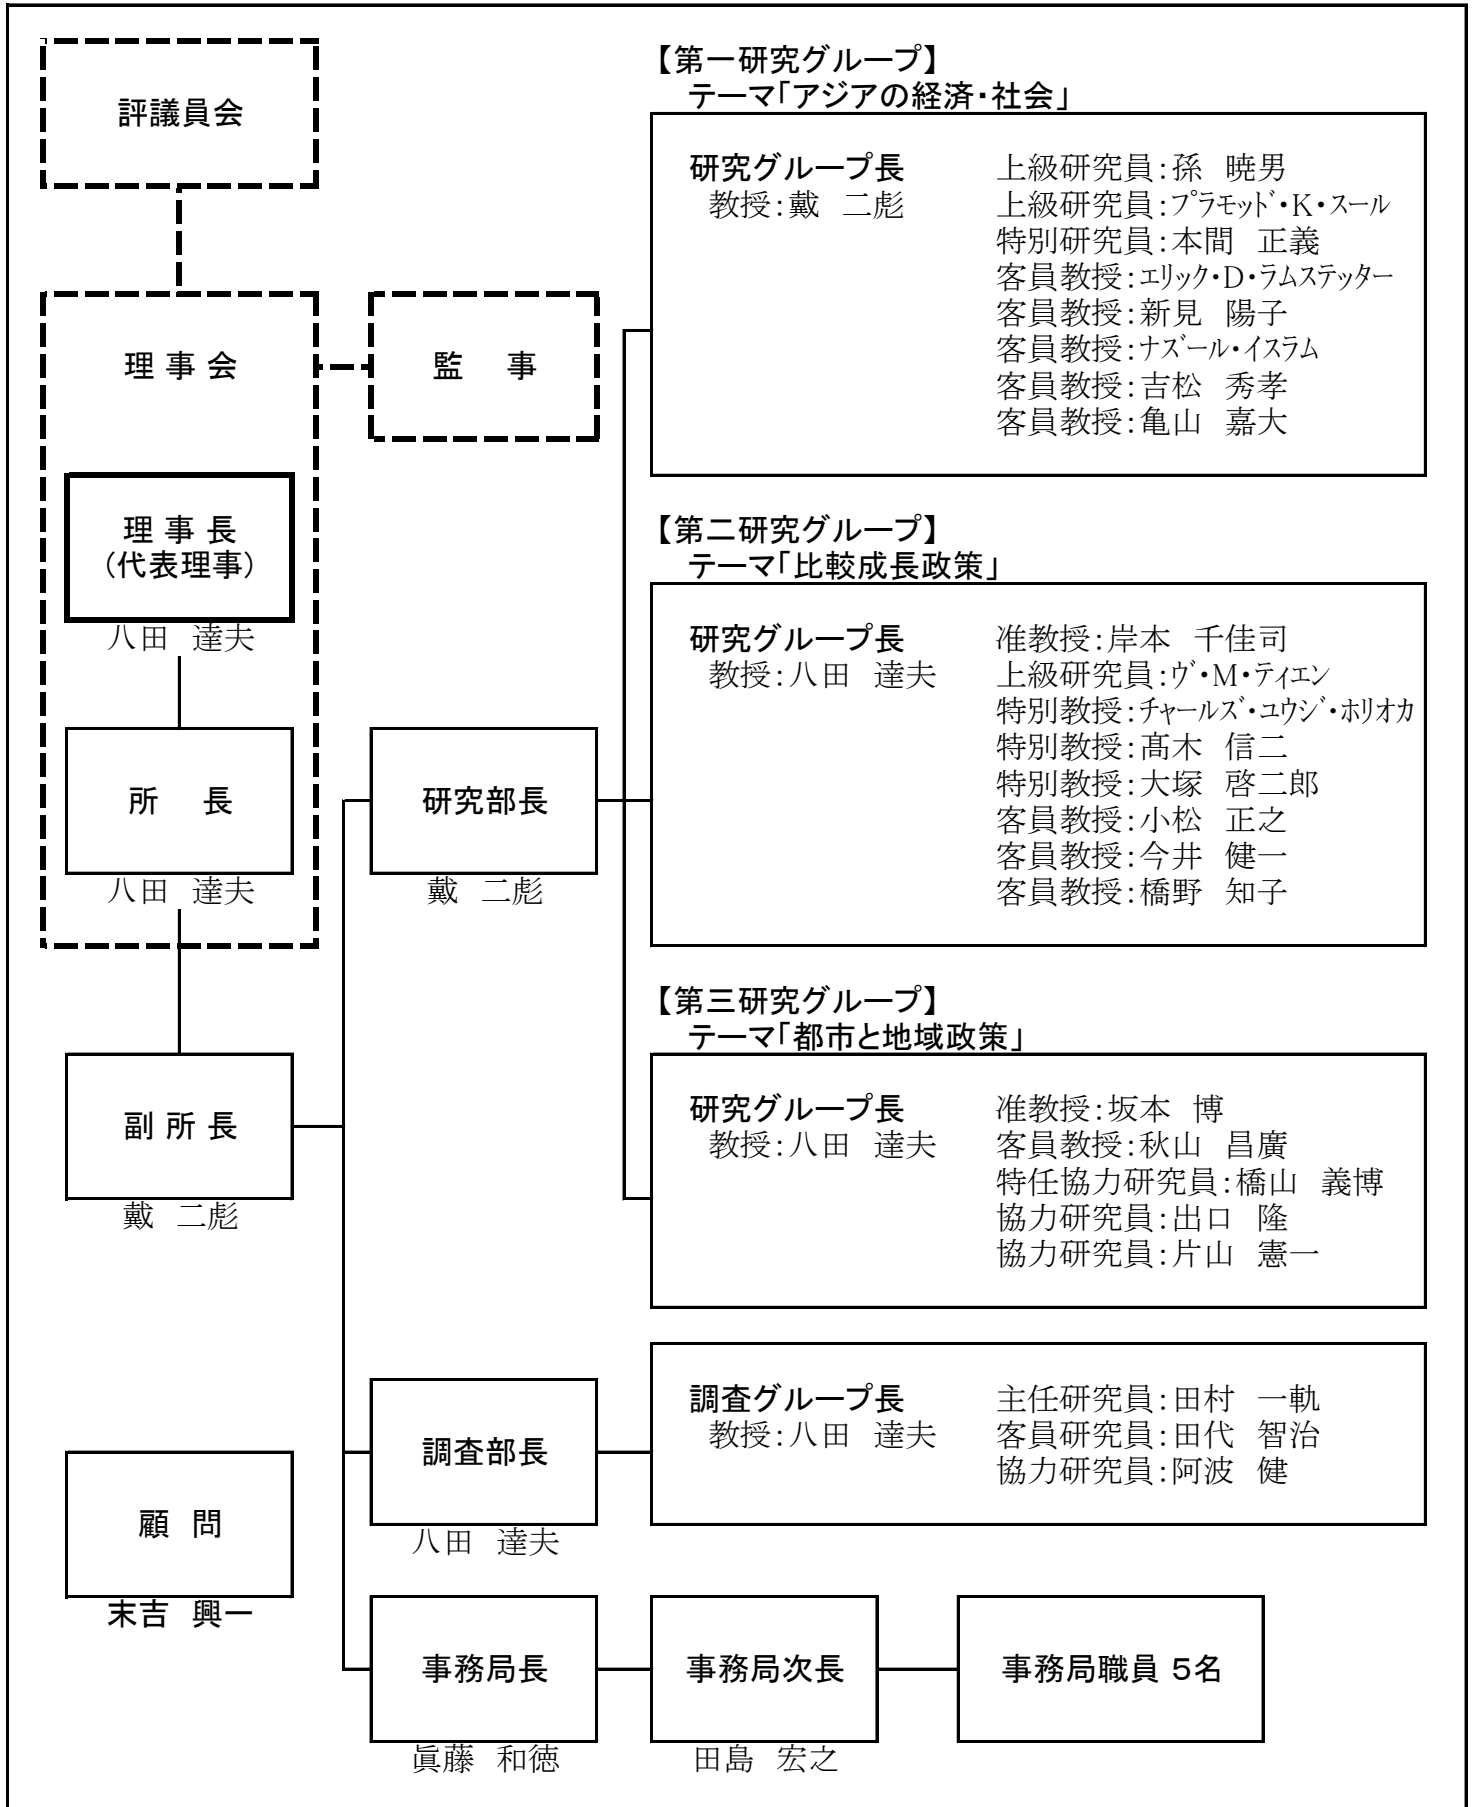 評議員会
理 事 会
監　事
理 事 長
(代表理事)
八田 達夫
所　長
八田 達夫
副 所 長
戴 二彪
顧 問
末吉 興一
研究部長
戴 二彪
調査部長
八田 達夫
事務局長
眞藤 和徳
事務局次長
田島 宏之
事務局職員 5名
【第一研究グループ】
テーマ「アジアの経済・社会」
研究グループ長
教授:戴 二彪
上級研究員:孫 暁男
上級研究員:プラモッド・K・スール
特別研究員:本間 正義
客員教授:エリック・D・ラムステッター
客員教授:新見 陽子
客員教授:ナズール・イスラム
客員教授:吉松 秀孝
客員教授:亀山 嘉大
【第二研究グループ】
テーマ「比較成長政策」
研究グループ長
教授:八田 達夫
准教授:岸本 千佳司
上級研究員:ヴ・M・ティエン
特別教授:チャールズ・ユウジ・ホリオカ
特別教授:髙木 信二
特別教授:大塚 啓二郎
客員教授:小松 正之
客員教授:今井 健一
客員教授:橋野 知子
【第三研究グループ】
テーマ「都市と地域政策」
研究グループ長
教授:八田 達夫
准教授:坂本 博
客員教授:秋山 昌廣
特任協力研究員:橋山 義博
協力研究員:出口 隆
協力研究員:片山 憲一
調査グループ長
教授:八田 達夫
主任研究員:田村 一軌
客員研究員:田代 智治
協力研究員:阿波 健